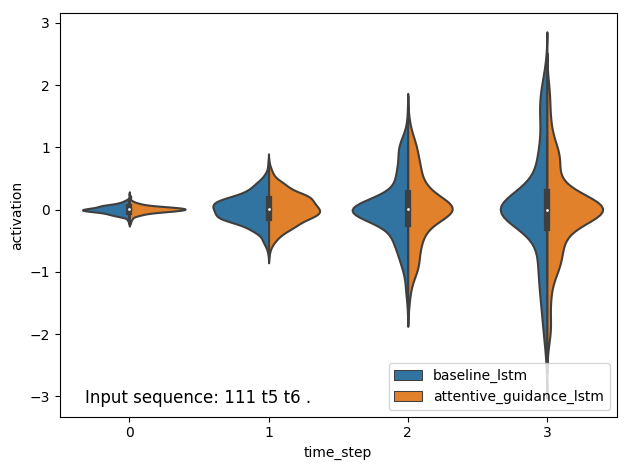 3
2
1
0
−1
−2
−3
activation
Input sequence: 111 t5 t6 .
baseline_lstm
attentive_guidance_lstm
0 1 2 3
time_step